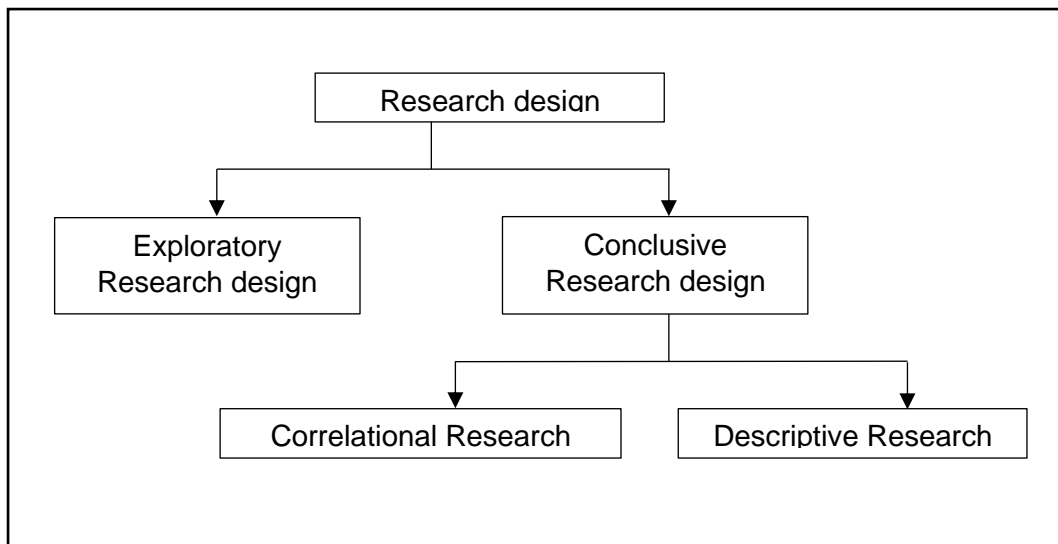 Research design
Exploratory
Research design
Conclusive
Research design
Correlational Research
Descriptive Research